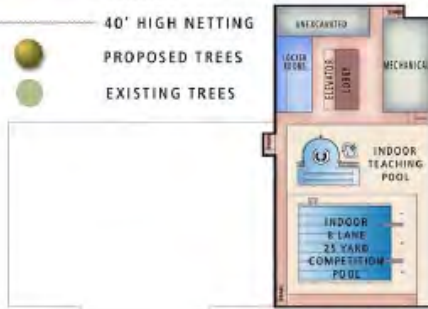 40' HIGH NETTING
PROPOSED TREES
EXISTING TREES
UNEXCAVATED
LOCKER
ROOMS
ELEVATOR
LOBBY
MECHANICAL
INDOOR
TEACHING
POOL
INDOOR
8 LANE
25 YARD
COMPETITION
POOL